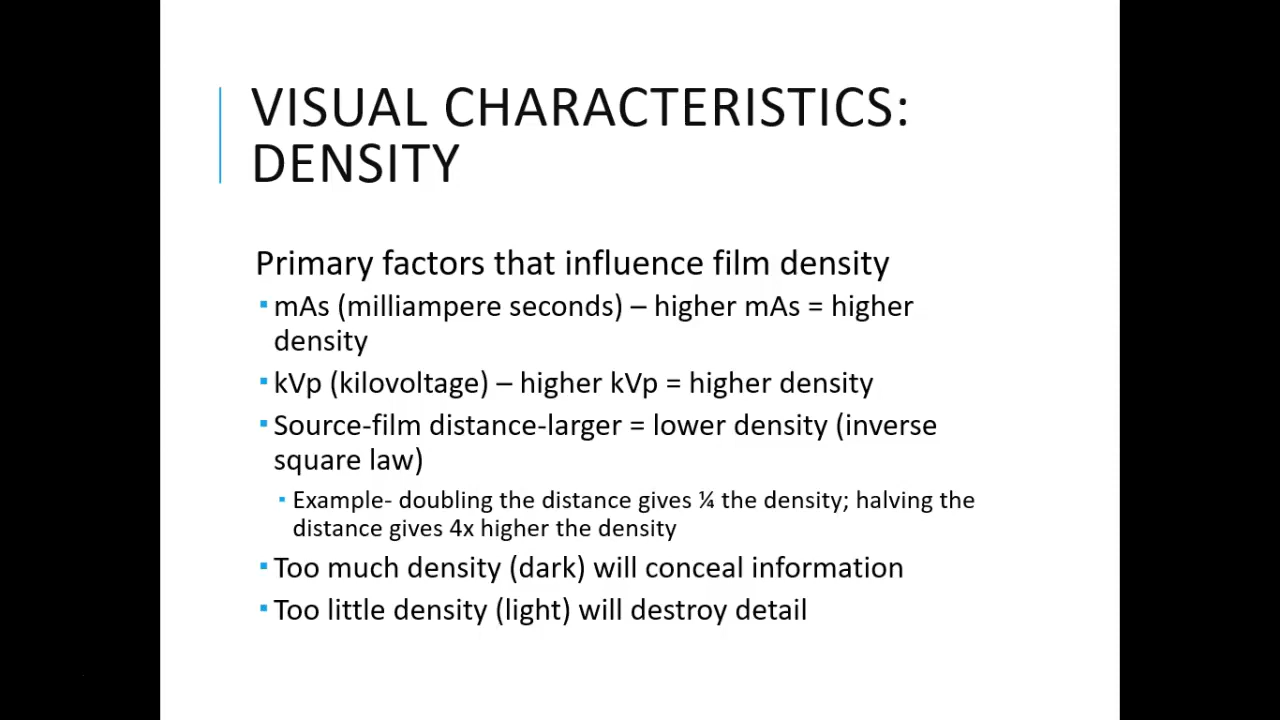 VISUAL CHARACTERISTICS:
DENSITY
Primary factors that influence film density
▪ mAs (milliampere seconds) – higher mAs = higher
density
▪ kVp (kilovoltage) – higher kVp = higher density
▪ Source-film distance-larger = lower density (inverse
square law)
▪ Example- doubling the distance gives ¼ the density; halving the
distance gives 4x higher the density
▪ Too much density (dark) will conceal information
▪ Too little density (light) will destroy detail